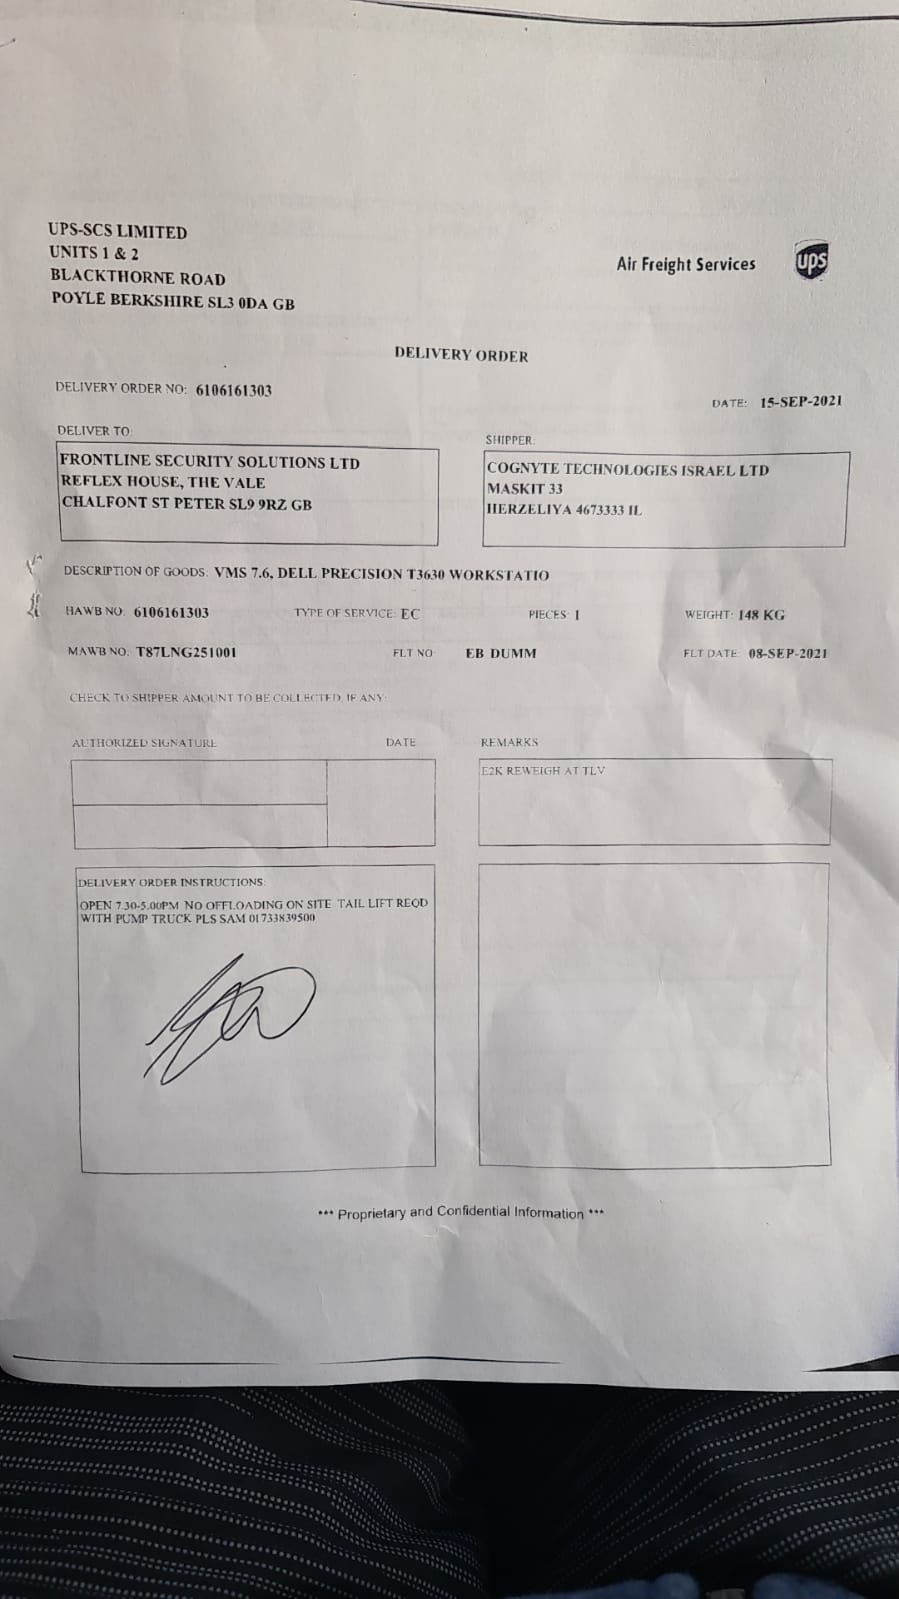 UPS-SCS LIMITED
UNITS 1 & 2
BLACKTHORNE ROAD
POYLE BERKSHIRE SL3 0DA GB
Air Freight Services
ups
DELIVERY ORDER
DELIVERY ORDER NO: 6106161303
DATE: 15-SEP-2021
DELIVER TO:
FRONTLINE SECURITY SOLUTIONS LTD
REFLEX HOUSE, THE VALE
CHALFONT ST PETER SL9 9RZ GB
SHIPPER:
COGNYTE TECHNOLOGIES ISRAEL LTD
MASKIT 33
HERZELIYA 4673333 IL
DESCRIPTION OF GOODS: VMS 7.6, DELL PRECISION T3630 WORKSTATIO
HAWB NO: 6106161303 TYPE OF SERVICE: EC PIECES: 1 WEIGHT: 148 KG
MAWB NO: T87LNG251001 FLT NO: EB DUMM FLT DATE: 08-SEP-2021
CHECK TO SHIPPER AMOUNT TO BE COLLECTED, IF ANY:
AUTHORIZED SIGNATURE DATE
REMARKS
E2K REWEIGH AT TLV
DELIVERY ORDER INSTRUCTIONS:
OPEN 7.30-5.00PM NO OFFLOADING ON SITE TAIL LIFT REQD
WITH PUMP TRUCK PLS SAM 01733839500
*** Proprietary and Confidential Information ***